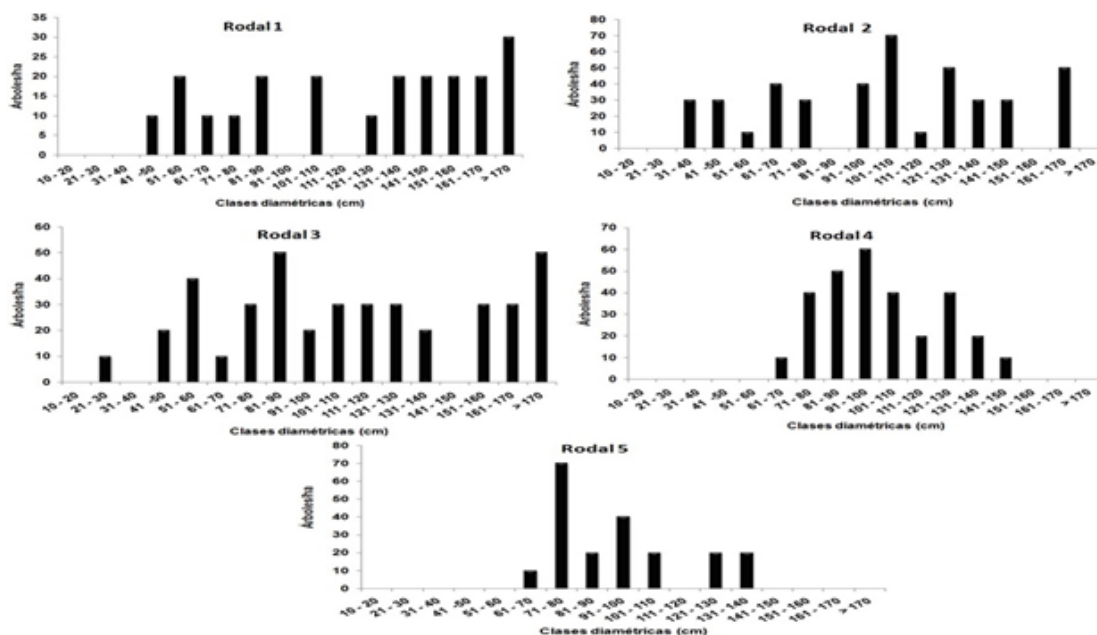 Rodal 1
Árboles/ha
35
30
25
20
15
10
5
0
10 - 20
21 - 30
31 - 40
41 -50
51 - 60
61 - 70
71 - 80
81 - 90
91 - 100
101 - 110
111 - 120
121 - 130
131 - 140
141 - 150
151 - 160
161 - 170
> 170
Clases diamétricas (cm)
Rodal 2
Árboles/ha
80
70
60
50
40
30
20
10
0
10 - 20
21 - 30
31 - 40
41 -50
51 - 60
61 - 70
71 - 80
81 - 90
91 - 100
101 - 110
111 - 120
121 - 130
131 - 140
141 - 150
151 - 160
161 - 170
> 170
Clases diamétricas (cm)
Rodal 3
Árboles/ha
60
50
40
30
20
10
0
10 - 20
21 - 30
31 - 40
41 -50
51 - 60
61 - 70
71 - 80
81 - 90
91 - 100
101 - 110
111 - 120
121 - 130
131 - 140
141 - 150
151 - 160
161 - 170
> 170
Clases diamétricas (cm)
Rodal 4
Árboles/ha
70
60
50
40
30
20
10
0
10 - 20
21 - 30
31 - 40
41 -50
51 - 60
61 - 70
71 - 80
81 - 90
91 - 100
101 - 110
111 - 120
121 - 130
131 - 140
141 - 150
151 - 160
161 - 170
> 170
Clases diamétricas (cm)
Rodal 5
Árboles/ha
80
70
60
50
40
30
20
10
0
10 - 20
21 - 30
31 - 40
41 -50
51 - 60
61 - 70
71 - 80
81 - 90
91 - 100
101 - 110
111 - 120
121 - 130
131 - 140
141 - 150
151 - 160
161 - 170
> 170
Clases diamétricas (cm)